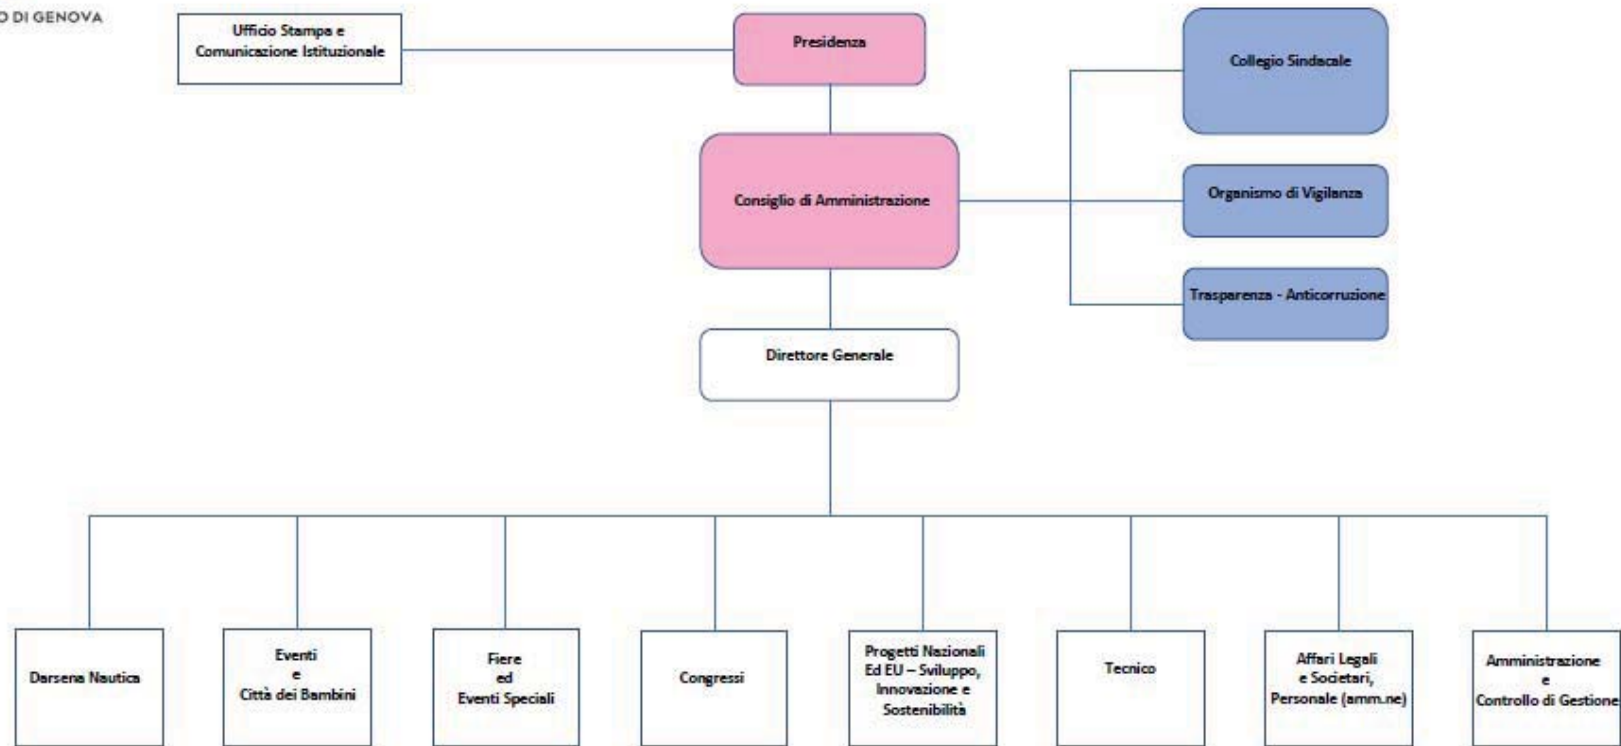 O DI GENOVA
Ufficio Stampa e
Comunicazione Istituzionale
Presidenza
Collegio Sindacale
Consiglio di Amministrazione
Organismo di Vigilanza
Trasparenza - Anticorruzione
Direttore Generale
Darsena Nautica
Eventi
e
Città dei Bambini
Fiere
ed
Eventi Speciali
Congressi
Progetti Nazionali
Ed EU – Sviluppo,
Innovazione e
Sostenibilità
Tecnico
Affari Legali
e Societari,
Personale (amm.ne)
Amministrazione
e
Controllo di Gestione